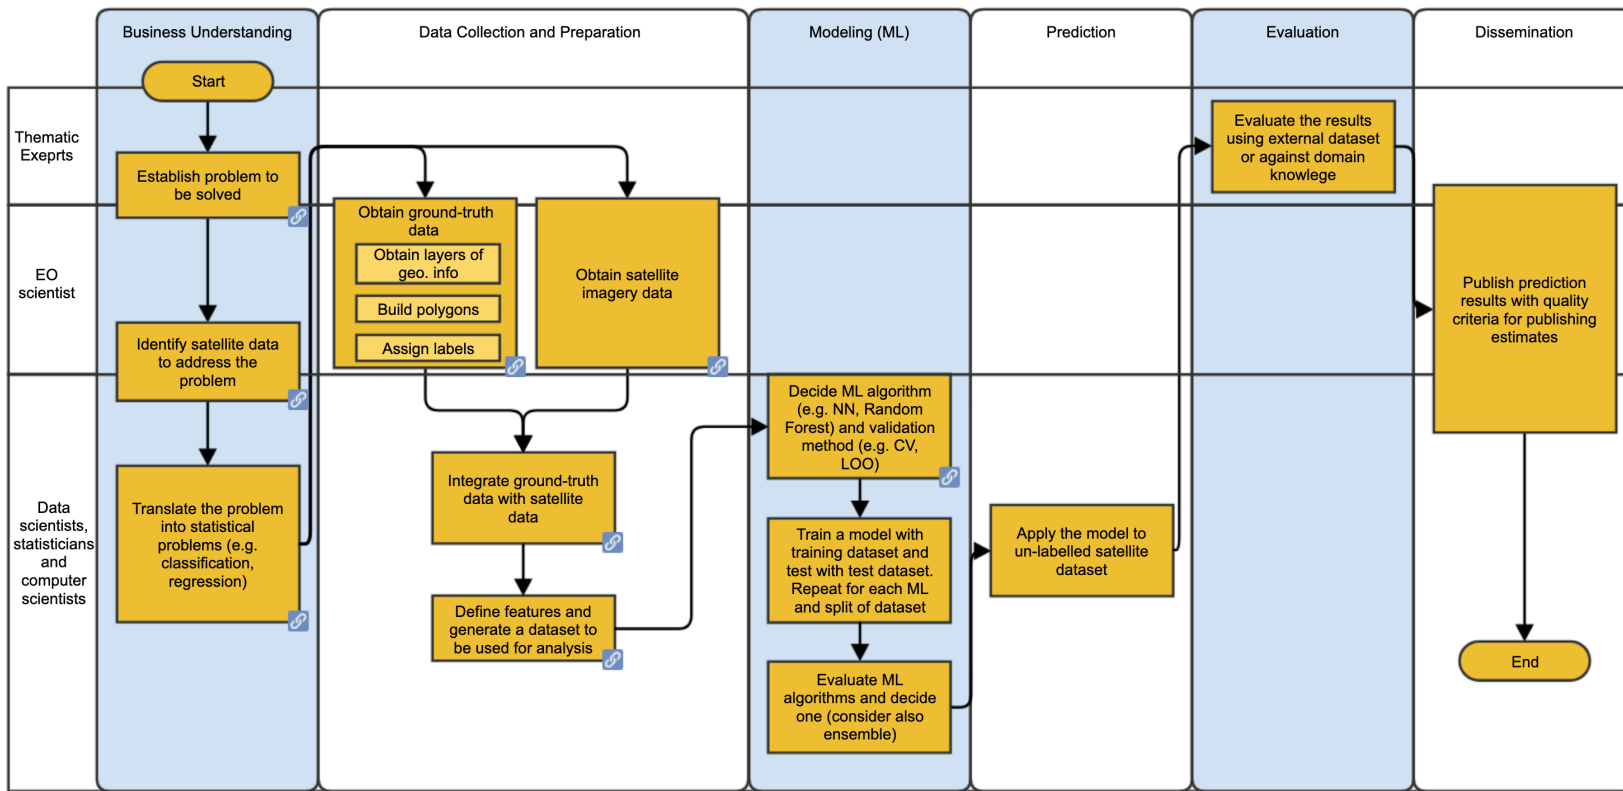 Business Understanding
Data Collection and Preparation
Modeling (ML)
Prediction
Evaluation
Dissemination
Start
Thematic
Exeprts
Establish problem to
be solved
Evaluate the results
using external dataset
or against domain
knowlege
EO
scientist
Identify satellite data
to address the
problem
Obtain ground-truth
data
Obtain layers of
geo. info
Build polygons
Assign labels
Obtain satellite
imagery data
Publish prediction
results with quality
criteria for publishing
estimates
Data
scientists,
statisticians
and
computer
scientists
Translate the problem
into statistical
problems (e.g.
classification,
regression)
Integrate ground-truth
data with satellite
data
Define features and
generate a dataset to
be used for analysis
Decide ML algorithm
(e.g. NN, Random
Forest) and validation
method (e.g. CV,
LOO)
Train a model with
training dataset and
test with test dataset.
Repeat for each ML
and split of dataset
Evaluate ML
algorithms and decide
one (consider also
ensemble)
Apply the model to
un-labelled satellite
dataset
End